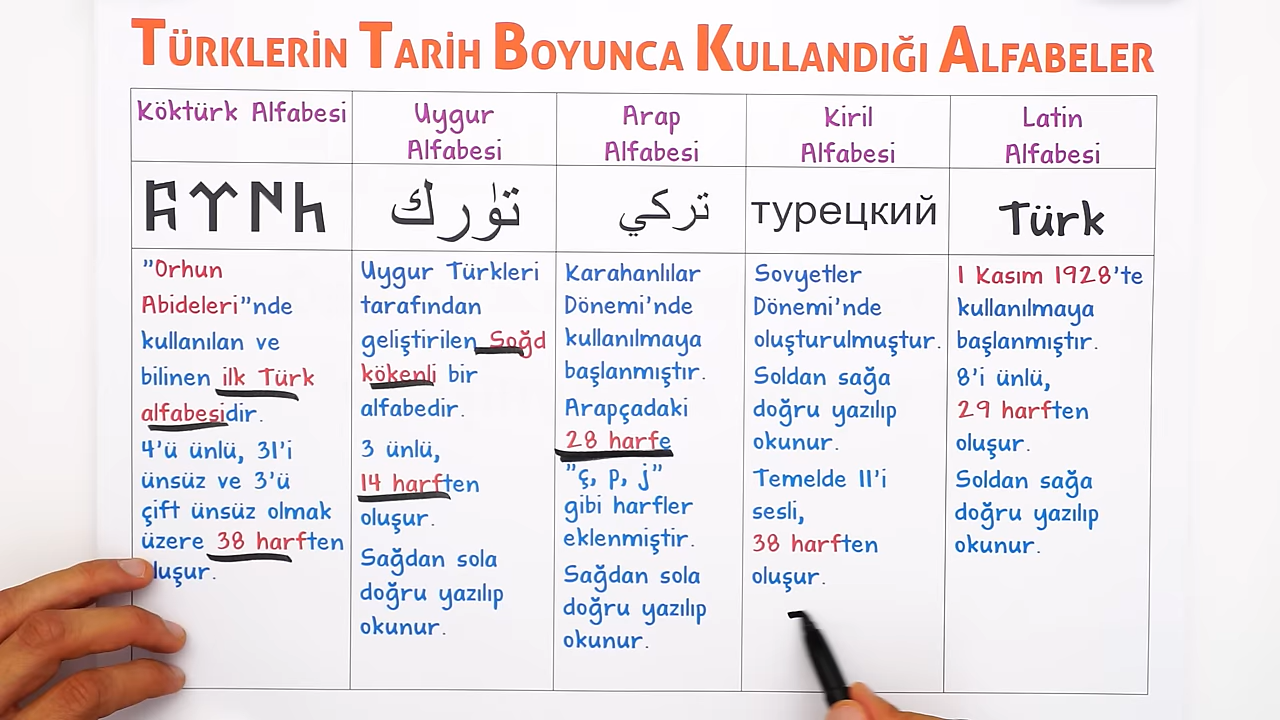 TÜRKLERİN TARİH BOYUNCA KULLANDIĞI ALFABELER
Köktürk Alfabesi
𐱅𐰇𐰼𐰚
"Orhun
Abideleri"nde
kullanılan ve
bilinen ilk Türk
alfabesidir.
4'ü ünlü, 31'i
ünsüz ve 3'ü
çift ünsüz olmak
üzere 38 harften
luşur.
Uygur
Alfabesi
تۈرك
Uygur Türkleri
tarafından
geliştirilen Soğd
kökenli bir
alfabedir.
3 ünlü,
14 harften
oluşur.
Sağdan sola
doğru yazılıp
okunur.
Arap
Alfabesi
تركي
Karahanlılar
Dönemi'nde
kullanılmaya
başlanmıştır.
Arapçadaki
28 harfe
"ç, p, j"
gibi harfler
eklenmiştir.
Sağdan sola
doğru yazılıp
okunur.
Kiril
Alfabesi
турецкий
Sovyetler
Dönemi'nde
oluşturulmuştur.
Soldan sağa
doğru yazılıp
okunur.
Temelde 11'i
sesli,
38 harften
oluşur.
Latin
Alfabesi
Türk
1 Kasım 1928'te
kullanılmaya
başlanmıştır.
8'i ünlü,
29 harften
oluşur.
Soldan sağa
doğru yazılıp
okunur.